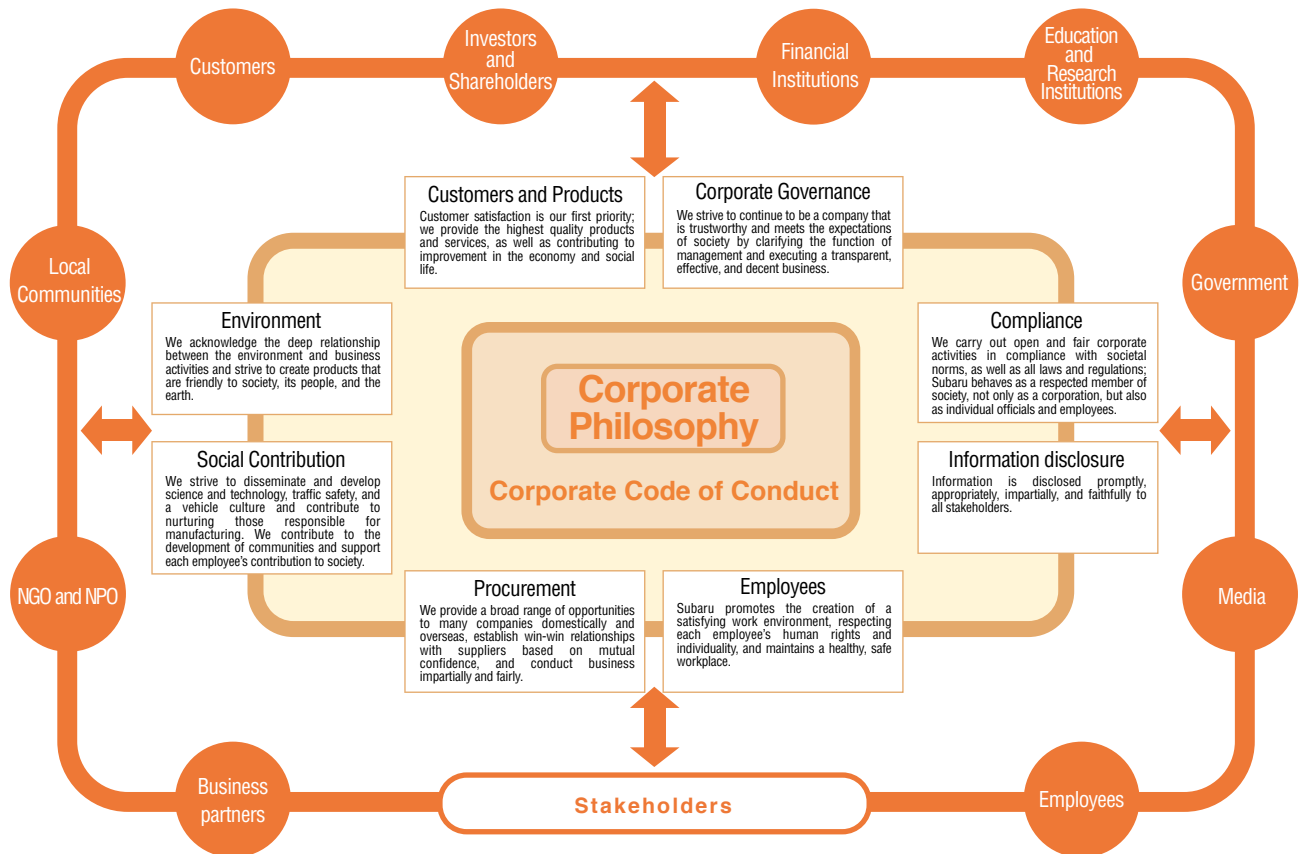 Customers
Investors
and
Shareholders
Financial
Institutions
Education
and
Research
Institutions
Customers and Products
Customer satisfaction is our first priority;
we provide the highest quality products
and services, as well as contributing to
improvement in the economy and social
life.
Corporate Governance
We strive to continue to be a company that
is trustworthy and meets the expectations
of society by clarifying the function of
management and executing a transparent,
effective, and decent business.
Local
Communities
Government
Environment
We acknowledge the deep relationship
between the environment and business
activities and strive to create products that
are friendly to society, its people, and the
earth.
Compliance
We carry out open and fair corporate
activities in compliance with societal
norms, as well as all laws and regulations;
Subaru behaves as a respected member of
society, not only as a corporation, but also
as individual officials and employees.
Corporate
Philosophy
Corporate Code of Conduct
Social Contribution
We strive to disseminate and develop
science and technology, traffic safety, and
a vehicle culture and contribute to
nurturing those responsible for
manufacturing. We contribute to the
development of communities and support
each employee’s contribution to society.
Information disclosure
Information is disclosed promptly,
appropriately, impartially, and faithfully to
all stakeholders.
NGO and NPO
Media
Procurement
We provide a broad range of opportunities
to many companies domestically and
overseas, establish win-win relationships
with suppliers based on mutual
confidence, and conduct business
impartially and fairly.
Employees
Subaru promotes the creation of a
satisfying work environment, respecting
each employee’s human rights and
individuality, and maintains a healthy, safe
workplace.
Business
partners
Stakeholders
Employees